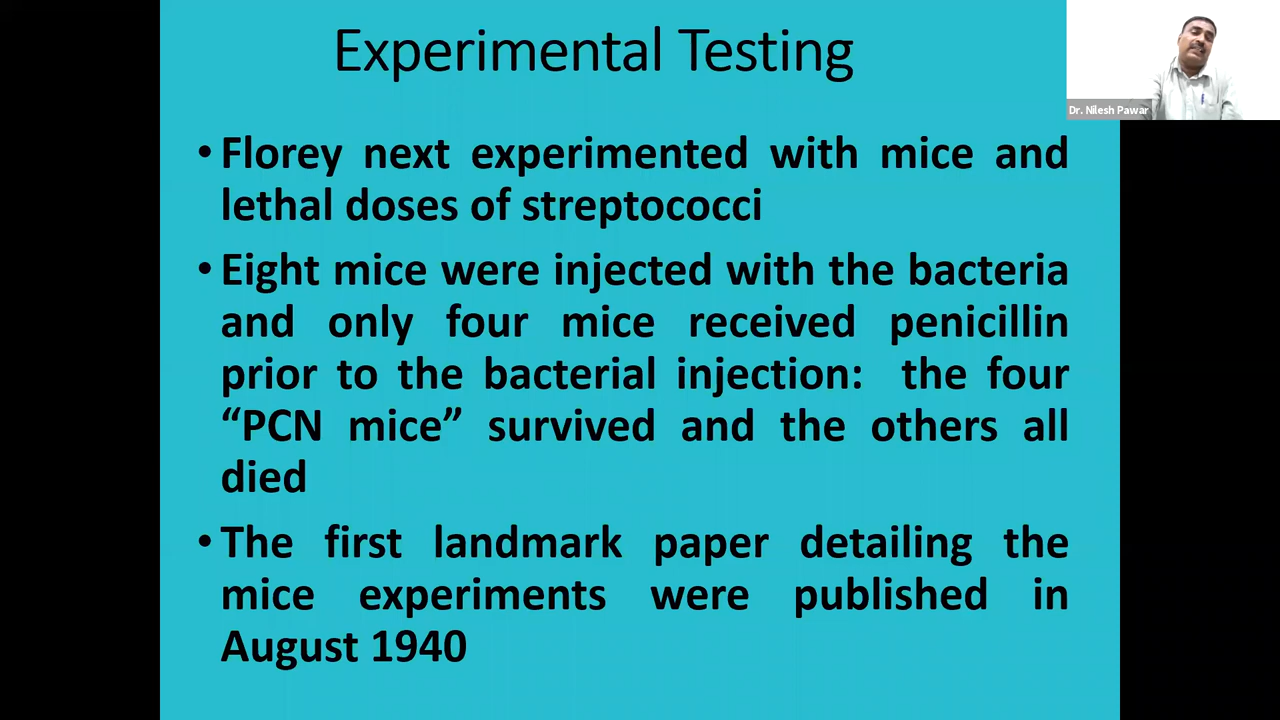 Experimental Testing
Dr. Nilesh Pawar
• Florey next experimented with mice and
lethal doses of streptococci
• Eight mice were injected with the bacteria
and only four mice received penicillin
prior to the bacterial injection: the four
“PCN mice” survived and the others all
died
• The first landmark paper detailing the
mice experiments were published in
August 1940